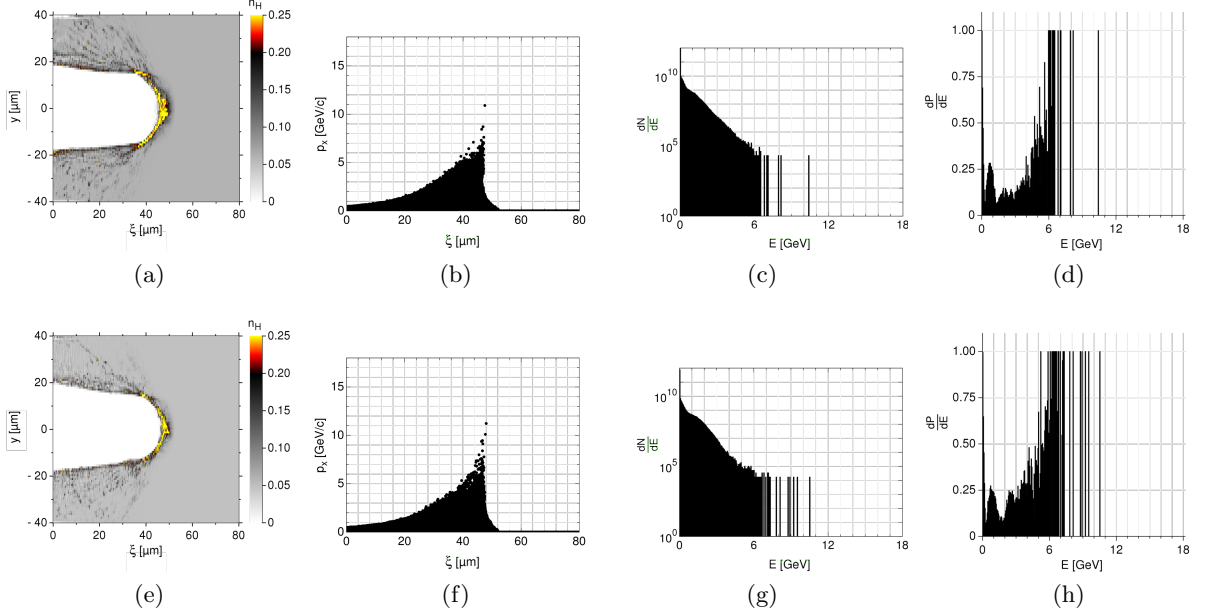 n_H
40
20
0
- 20
- 40
y [µm]
0 20 40 60 80
ξ [µm]
0.25
0.20
0.15
0.10
0.05
0
(a)
15
10
5
0
p_x [GeV/c]
0 20 40 60 80
ξ [µm]
(b)
10^10
10^5
10^0
dN
dE
0 6 12 18
E [GeV]
(c)
1.00
0.75
0.50
0.25
0
dP
dE
0 6 12 18
E [GeV]
(d)
n_H
40
20
0
- 20
- 40
y [µm]
0 20 40 60 80
ξ [µm]
0.25
0.20
0.15
0.10
0.05
0
(e)
15
10
5
0
p_x [GeV/c]
0 20 40 60 80
ξ [µm]
(f)
10^10
10^5
10^0
dN
dE
0 6 12 18
E [GeV]
(g)
1.00
0.75
0.50
0.25
0
dP
dE
0 6 12 18
E [GeV]
(h)